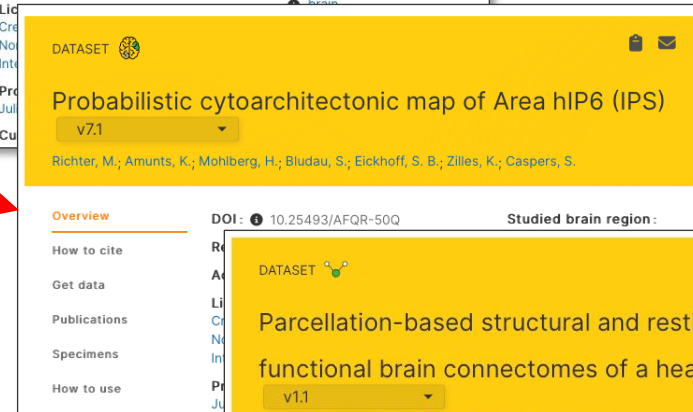 Lic
brain
Cre
No
Inte
Pro
Juli
Cu
DATASET
Probabilistic cytoarchitectonic map of Area hIP6 (IPS)
v7.1
Richter, M.; Amunts, K.; Mohlberg, H.; Bludau, S.; Eickhoff, S. B.; Zilles, K.; Caspers, S.
Overview
DOI: 10.25493/AFQR-50Q
Studied brain region:
How to cite
Re
Get data
Ac
Li
Publications
Cr
No
Specimens
Int
How to use
Pr
Ju
DATASET
Parcellation-based structural and resti
functional brain connectomes of a hea
v1.1